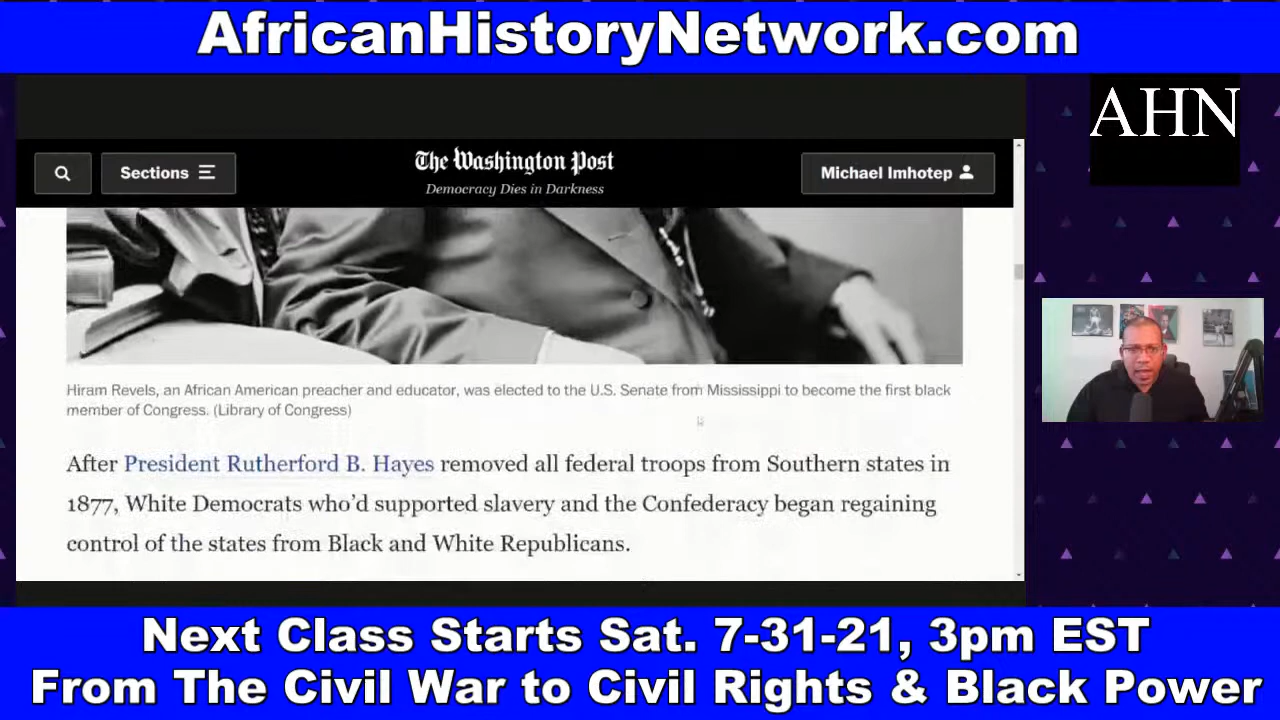 AfricanHistoryNetwork.com
AHN
Sections
The Washington Post
Democracy Dies in Darkness
Michael Imhotep
Hiram Revels, an African American preacher and educator, was elected to the U.S. Senate from Mississippi to become the first black
member of Congress. (Library of Congress)
After President Rutherford B. Hayes removed all federal troops from Southern states in
1877, White Democrats who'd supported slavery and the Confederacy began regaining
control of the states from Black and White Republicans.
Next Class Starts Sat. 7-31-21, 3pm EST
From The Civil War to Civil Rights & Black Power